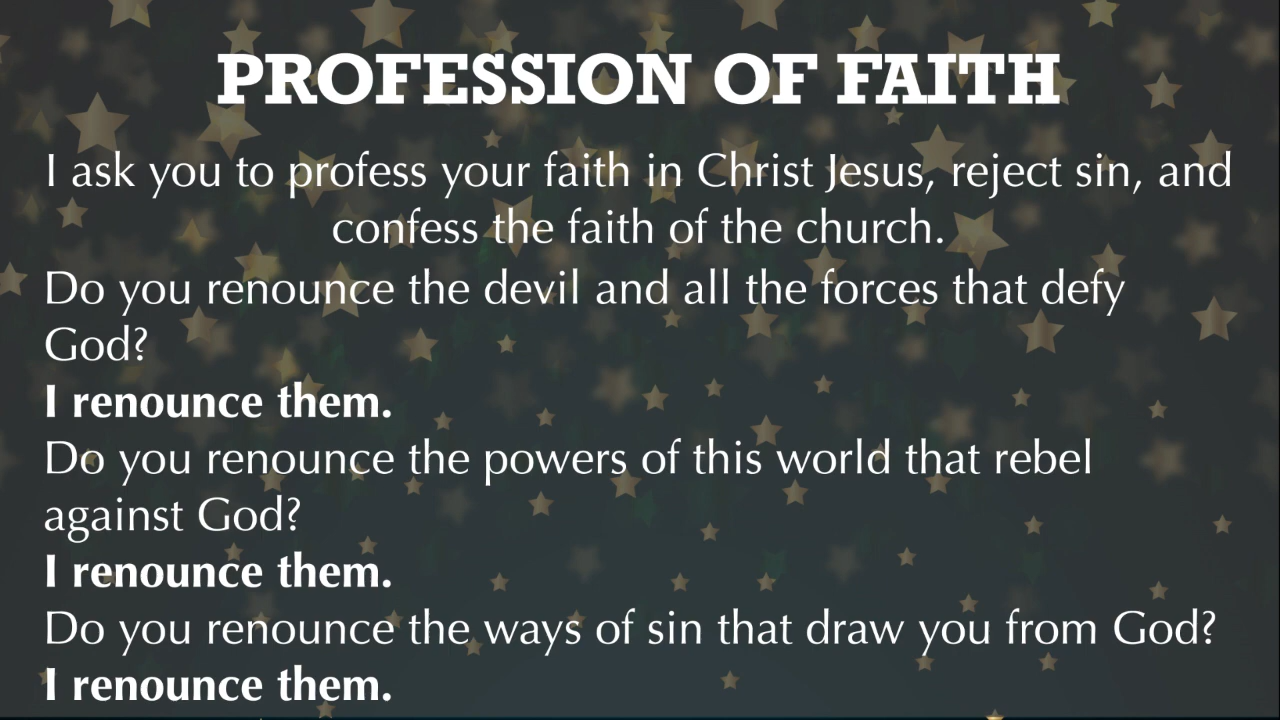 PROFESSION OF FAITH
I ask you to profess your faith in Christ Jesus, reject sin, and
confess the faith of the church.
Do you renounce the devil and all the forces that defy
God?
I renounce them.
Do you renounce the powers of this world that rebel
against God?
I renounce them.
Do you renounce the ways of sin that draw you from God?
I renounce them.